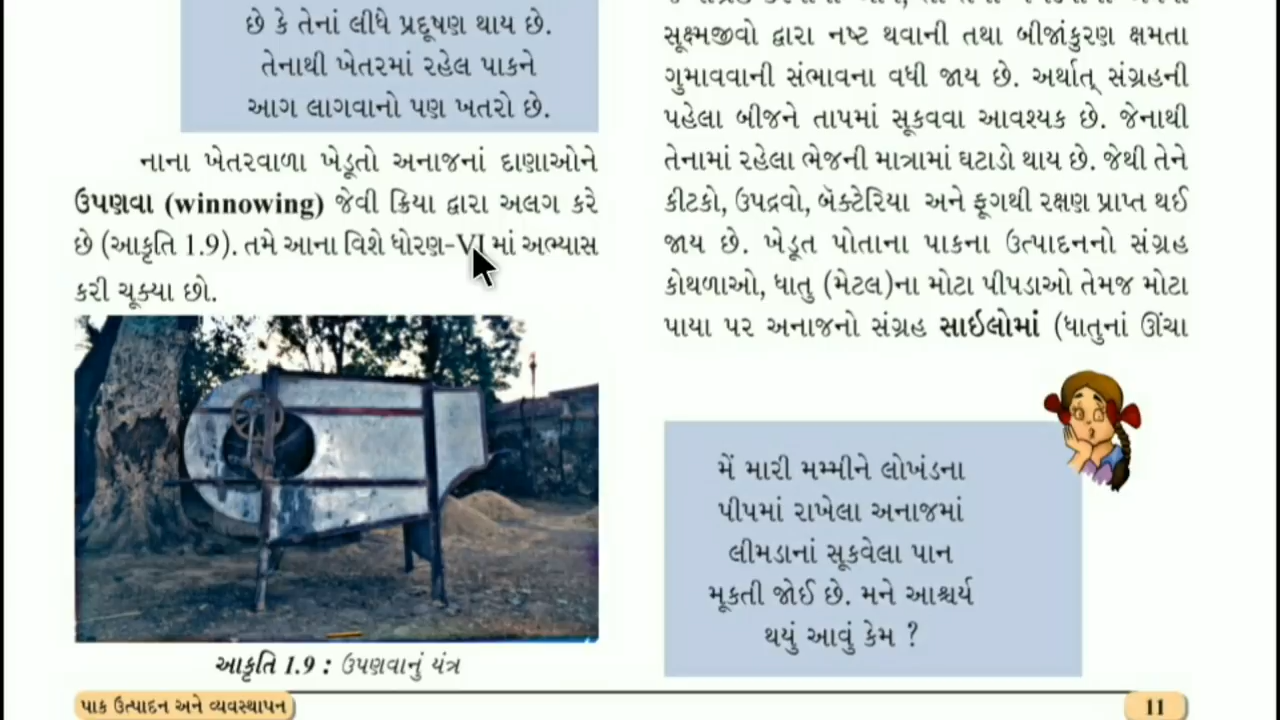 છે કે તેનાં લીધે પ્રદૂષણ થાય છે.
તેનાથી ખેતરમાં રહેલ પાકને
આગ લાગવાનો પણ ખતરો છે.
નાના ખેતરવાળા ખેડૂતો અનાજનાં દાણાઓને
ઉપણવા (winnowing) જેવી ક્રિયા દ્વારા અલગ કરે
છે (આકૃતિ 1.9). તમે આના વિશે ધોરણ-VI માં અભ્યાસ
કરી ચૂક્યા છો.
આકૃતિ 1.9 : ઉપણવાનું યંત્ર
સૂક્ષ્મજીવો દ્વારા નષ્ટ થવાની તથા બીજાંકુરણ ક્ષમતા
ગુમાવવાની સંભાવના વધી જાય છે. અર્થાત્ સંગ્રહની
પહેલા બીજને તાપમાં સૂકવવા આવશ્યક છે. જેનાથી
તેનામાં રહેલા ભેજની માત્રામાં ઘટાડો થાય છે. જેથી તેને
કીટકો, ઉપદ્રવો, બૅક્ટેરિયા અને ફૂગથી રક્ષણ પ્રાપ્ત થઈ
જાય છે. ખેડૂત પોતાના પાકના ઉત્પાદનનો સંગ્રહ
કોથળાઓ, ધાતુ (મેટલ)ના મોટા પીપડાઓ તેમજ મોટા
પાયા પર અનાજનો સંગ્રહ સાઇલોમાં (ધાતુનાં ઊંચા
મેં મારી મમ્મીને લોખંડના
પીપમાં રાખેલા અનાજમાં
લીમડાનાં સૂકવેલા પાન
મૂકતી જોઈ છે. મને આશ્ચર્ય
થયું આવું કેમ ?
પાક ઉત્પાદન અને વ્યવસ્થાપન
11